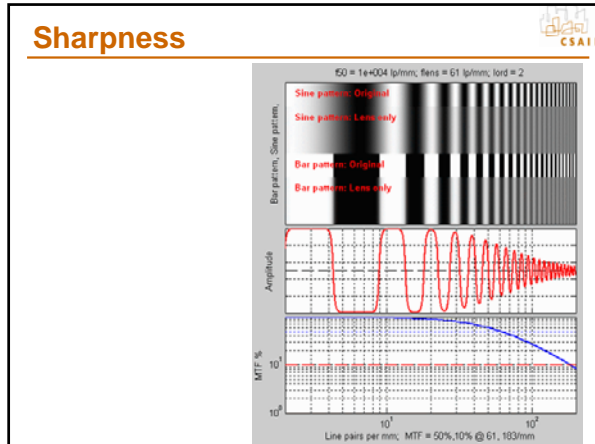 Sharpness
CSAIL
f50 = 1e+004 lp/mm; flens = 61 lp/mm; lord = 2
Bar pattern, Sine pattern,
Sine pattern: Original
Sine pattern: Lens only
Bar pattern: Original
Bar pattern: Lens only
Amplitude
MTF %
10¹
10⁰
10¹
10²
Line pairs per mm; MTF = 50%,10% @ 61, 183/mm